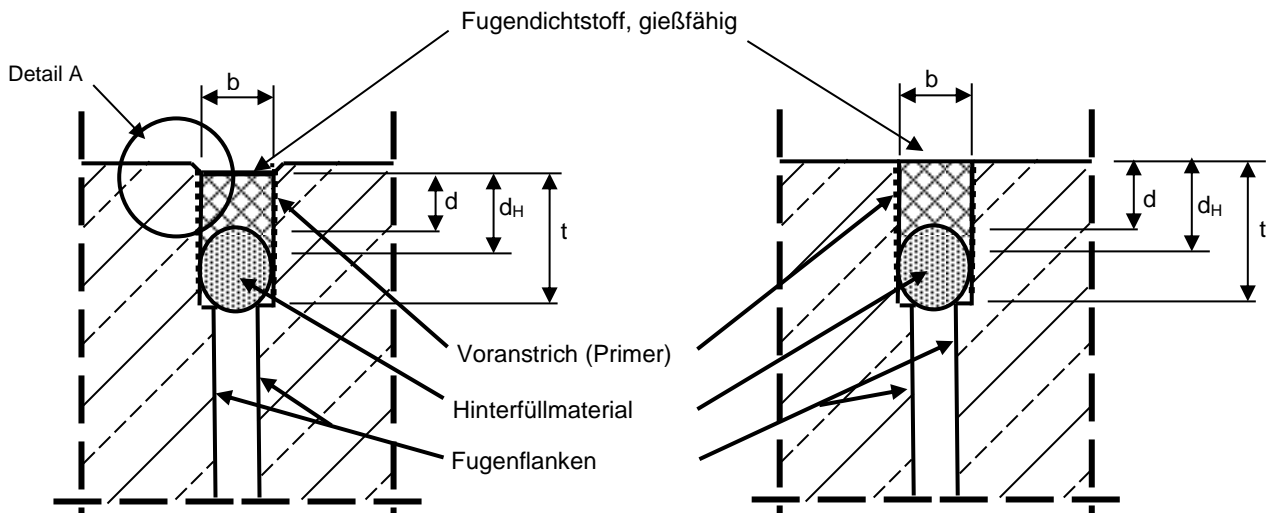 Fugendichtstoff, gießfähig
Detail A
b
b
d
dH
t
d
dH
t
Voranstrich (Primer)
Hinterfüllmaterial
Fugenflanken